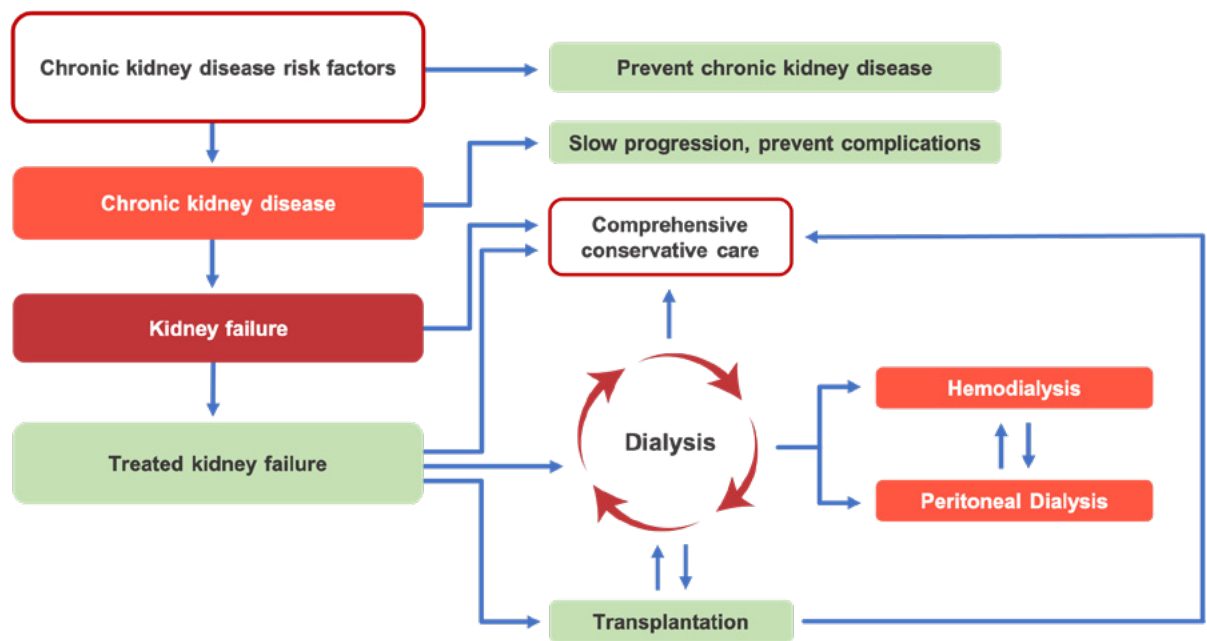 Chronic kidney disease risk factors
Prevent chronic kidney disease
Slow progression, prevent complications
Chronic kidney disease
Comprehensive
conservative care
Kidney failure
Hemodialysis
Dialysis
Treated kidney failure
Peritoneal Dialysis
Transplantation